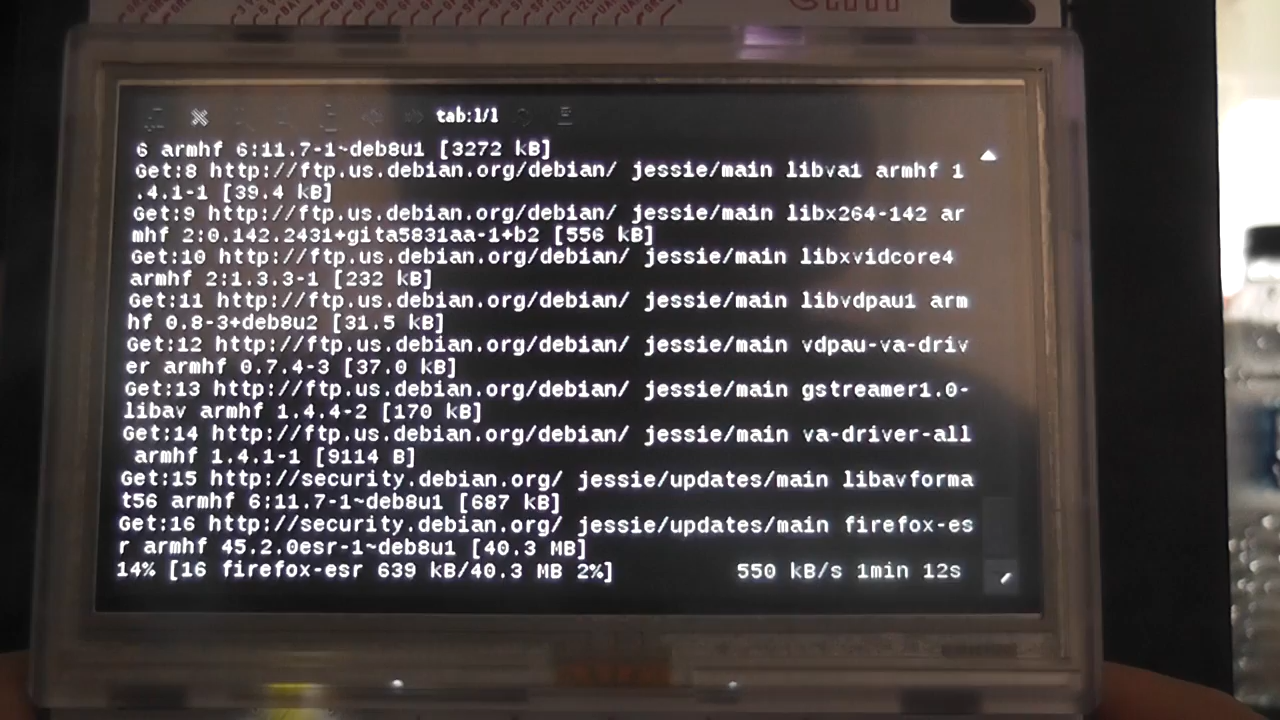 tab:1/1
6 armhf 6:11.7-1~deb8u1 [3272 kB]
Get:8 http://ftp.us.debian.org/debian/ jessie/main libva1 armhf 1
.4.1-1 [39.4 kB]
Get:9 http://ftp.us.debian.org/debian/ jessie/main libx264-142 ar
mhf 2:0.142.2431+gita5831aa-1+b2 [556 kB]
Get:10 http://ftp.us.debian.org/debian/ jessie/main libxvidcore4
armhf 2:1.3.3-1 [232 kB]
Get:11 http://ftp.us.debian.org/debian/ jessie/main libvdpau1 arm
hf 0.8-3+deb8u2 [31.5 kB]
Get:12 http://ftp.us.debian.org/debian/ jessie/main vdpau-va-driv
er armhf 0.7.4-3 [37.0 kB]
Get:13 http://ftp.us.debian.org/debian/ jessie/main gstreamer1.0-
libav armhf 1.4.4-2 [170 kB]
Get:14 http://ftp.us.debian.org/debian/ jessie/main va-driver-all
armhf 1.4.1-1 [9114 B]
Get:15 http://security.debian.org/ jessie/updates/main libavforma
t56 armhf 6:11.7-1~deb8u1 [687 kB]
Get:16 http://security.debian.org/ jessie/updates/main firefox-es
r armhf 45.2.0esr-1~deb8u1 [40.3 MB]
14% [16 firefox-esr 639 kB/40.3 MB 2%] 550 kB/s 1min 12s